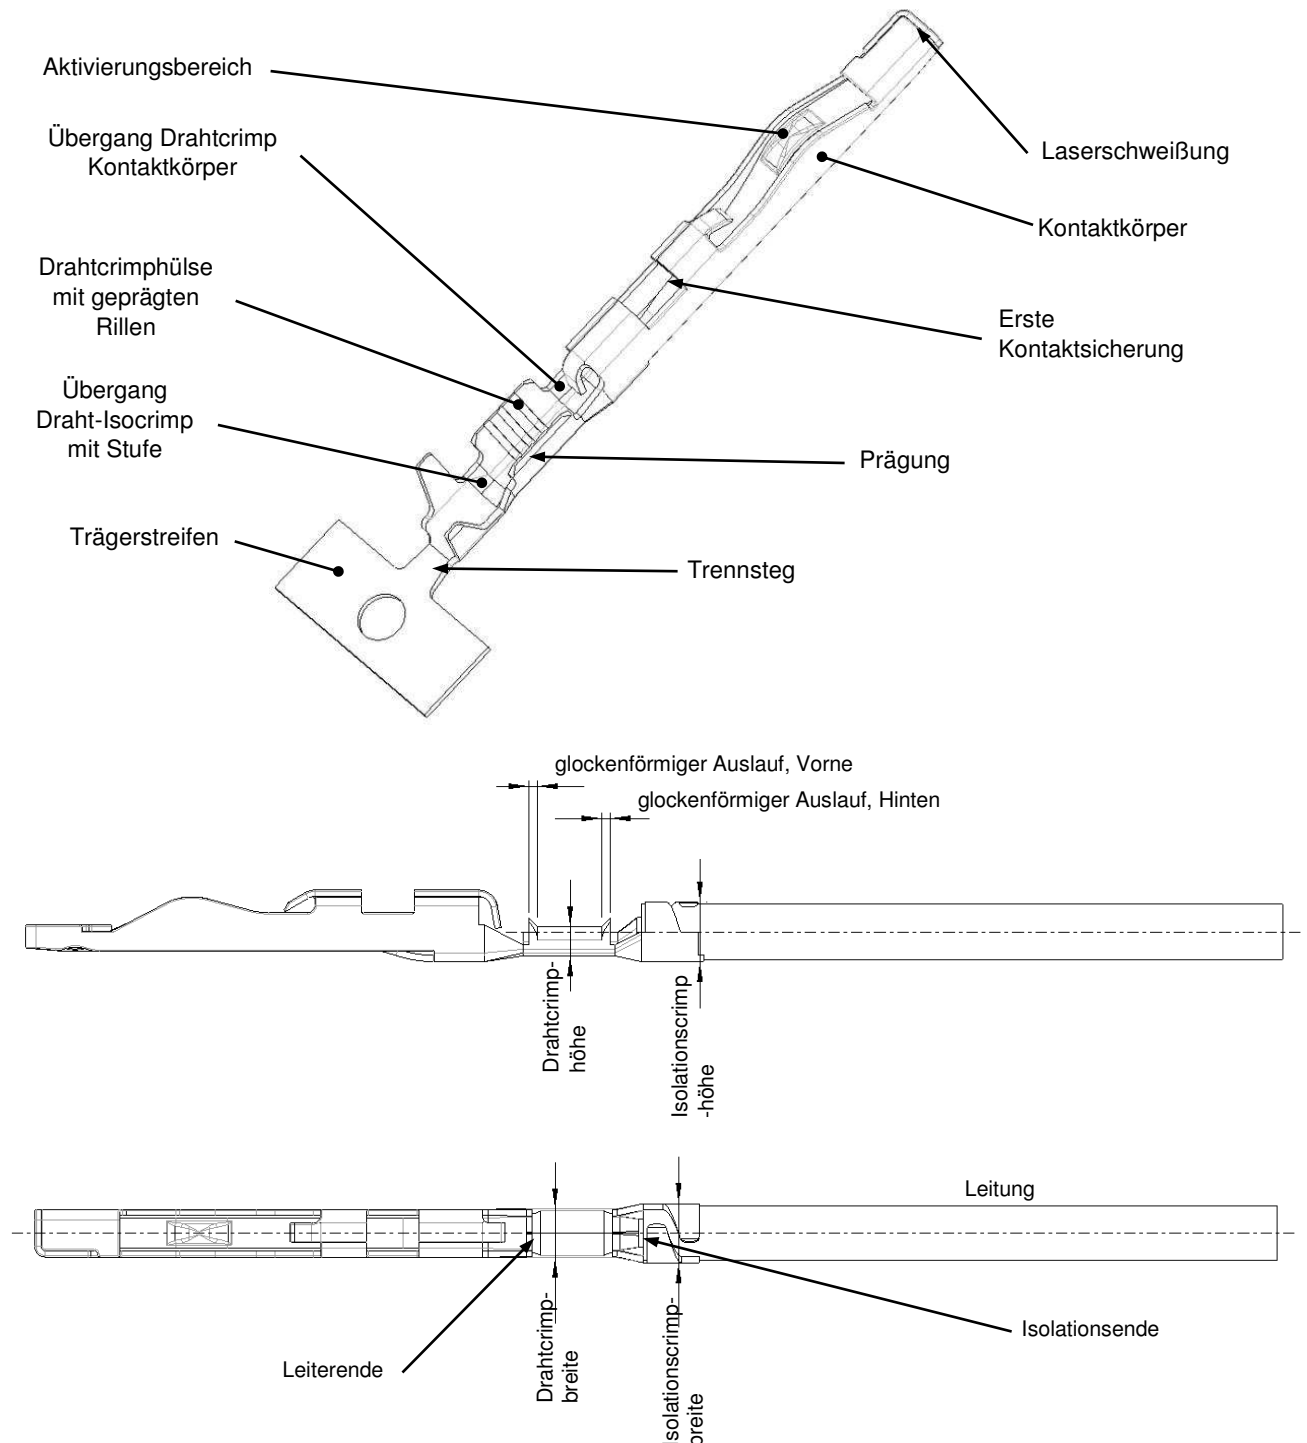 Aktivierungsbereich
Übergang Drahtcrimp
Kontaktkörper
Laserschweißung
Kontaktkörper
Drahtcrimphülse
mit geprägten
Rillen
Erste
Kontaktsicherung
Übergang
Draht-Isocrimp
mit Stufe
Prägung
Trägerstreifen
Trennsteg
glockenförmiger Auslauf, Vorne
glockenförmiger Auslauf, Hinten
Drahtcrimp-
höhe
Isolationscrimp
-höhe
Leitung
Isolationsende
Leiterende
Drahtcrimp-
breite
Isolationscrimp-
breite